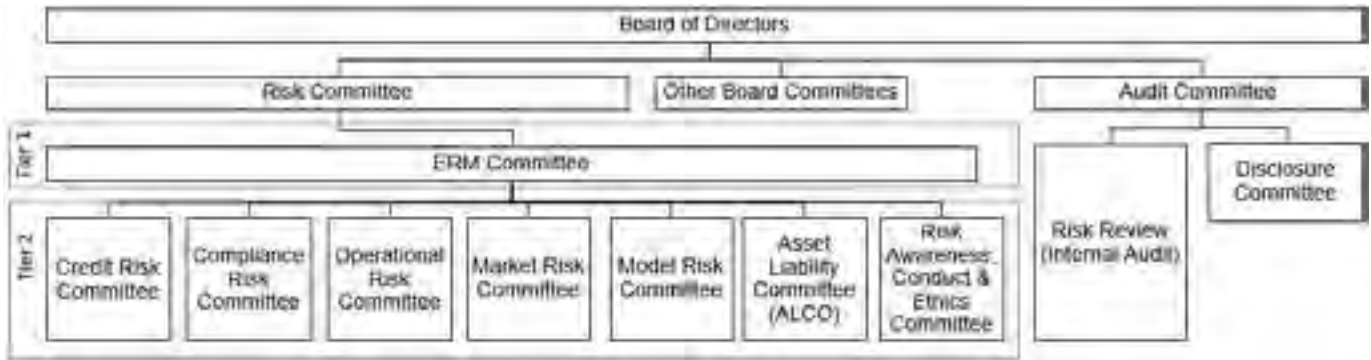 Board of Directors
Risk Committee
Other Board Committees
Audit Committee
Tier 1
ERM Committee
Tier 2
Credit Risk
Committee
Compliance
Risk
Committee
Operational
Risk
Committee
Market Risk
Committee
Model Risk
Committee
Asset
Liability
Committee
(ALCO)
Risk
Awareness,
Conduct &
Ethics
Committee
Risk Review
(Internal Audit)
Disclosure
Committee